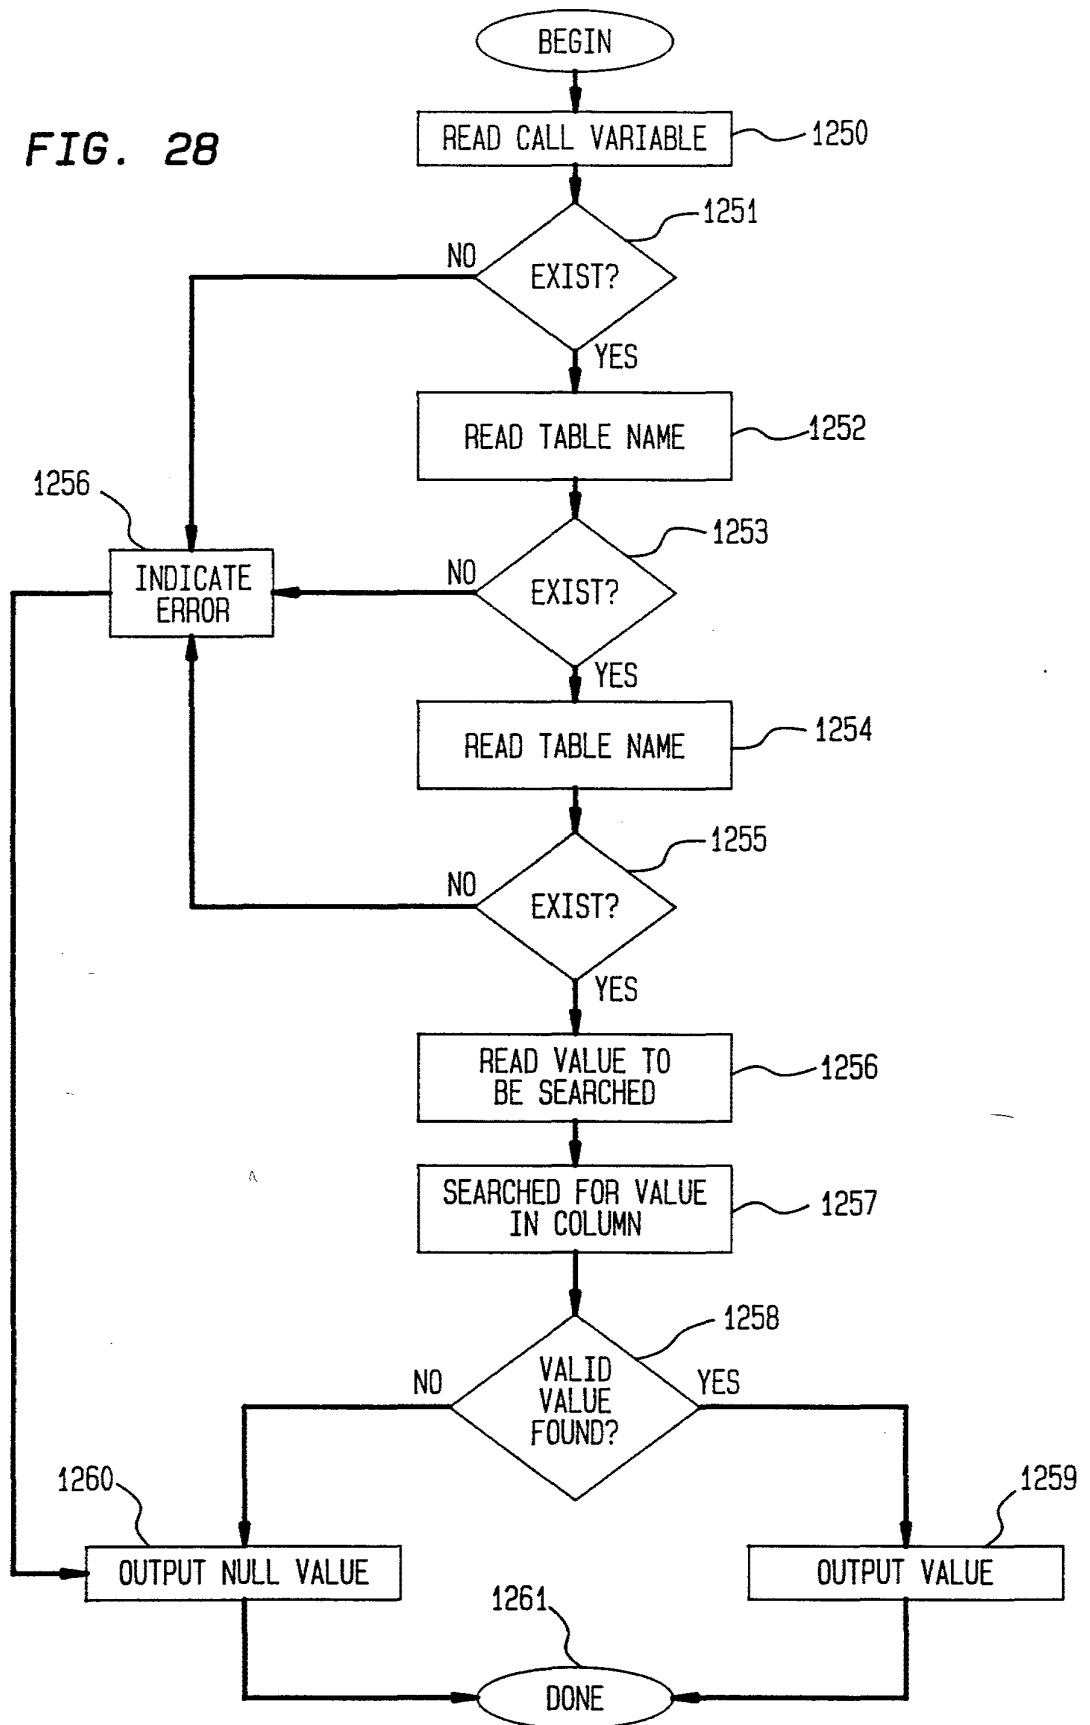 BEGIN
FIG. 28
READ CALL VARIABLE
1250
1251
NO
EXIST?
YES
READ TABLE NAME
1252
1256
1253
INDICATE
ERROR
NO
EXIST?
YES
READ TABLE NAME
1254
1255
NO
EXIST?
YES
READ VALUE TO
BE SEARCHED
1256
SEARCHED FOR VALUE
IN COLUMN
1257
1258
NO
VALID
VALUE
FOUND?
YES
1260
1259
OUTPUT NULL VALUE
OUTPUT VALUE
1261
DONE